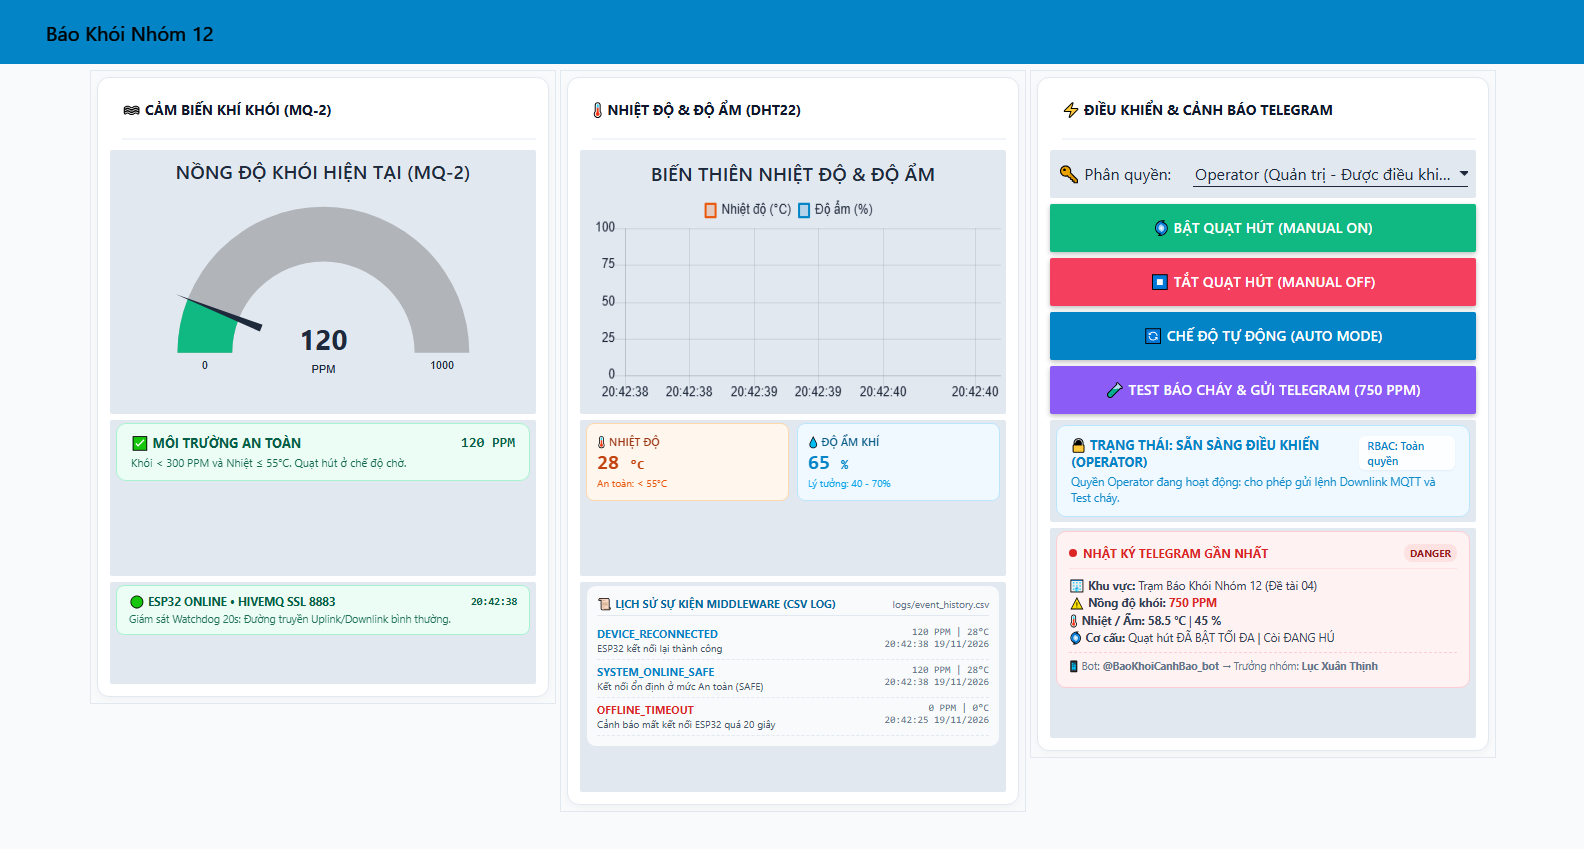 Báo Khói Nhóm 12
CẢM BIẾN KHÍ KHÓI (MQ-2)
NỒNG ĐỘ KHÓI HIỆN TẠI (MQ-2)
120
0
PPM
1000
MÔI TRƯỜNG AN TOÀN
120 PPM
Khói < 300 PPM và Nhiệt ≤ 55°C. Quạt hút ở chế độ chờ.
ESP32 ONLINE • HIVEMQ SSL 8883
20:42:38
Giám sát Watchdog 20s: Đường truyền Uplink/Downlink bình thường.
NHIỆT ĐỘ & ĐỘ ẨM (DHT22)
BIẾN THIÊN NHIỆT ĐỘ & ĐỘ ẨM
Nhiệt độ (°C) Độ ẩm (%)
100
75
50
25
0
20:42:38 20:42:38 20:42:39 20:42:39 20:42:40 20:42:40
NHIỆT ĐỘ
28 °C
An toàn: < 55°C
ĐỘ ẨM KHÍ
65 %
Lý tưởng: 40 - 70%
LỊCH SỬ SỰ KIỆN MIDDLEWARE (CSV LOG)
logs/event_history.csv
DEVICE_RECONNECTED
120 PPM | 28°C
ESP32 kết nối lại thành công
20:42:38 19/11/2026
SYSTEM_ONLINE_SAFE
120 PPM | 28°C
Kết nối ổn định ở mức An toàn (SAFE)
20:42:38 19/11/2026
OFFLINE_TIMEOUT
0 PPM | 0°C
Cảnh báo mất kết nối ESP32 quá 20 giây
20:42:25 19/11/2026
ĐIỀU KHIỂN & CẢNH BÁO TELEGRAM
Phân quyền:
Operator (Quản trị - Được điều khi...
BẬT QUẠT HÚT (MANUAL ON)
TẮT QUẠT HÚT (MANUAL OFF)
CHẾ ĐỘ TỰ ĐỘNG (AUTO MODE)
TEST BÁO CHÁY & GỬI TELEGRAM (750 PPM)
TRẠNG THÁI: SẴN SÀNG ĐIỀU KHIỂN
(OPERATOR)
RBAC: Toàn
quyền
Quyền Operator đang hoạt động: cho phép gửi lệnh Downlink MQTT và
Test cháy.
NHẬT KÝ TELEGRAM GẦN NHẤT
DANGER
Khu vực: Trạm Báo Khói Nhóm 12 (Đề tài 04)
Nồng độ khói: 750 PPM
Nhiệt / Ẩm: 58.5 °C | 45 %
Cơ cấu: Quạt hút ĐÃ BẬT TỐI ĐA | Còi ĐANG HÚ
Bot: @BaoKhoiCanhBao_bot → Trưởng nhóm: Lục Xuân Thịnh